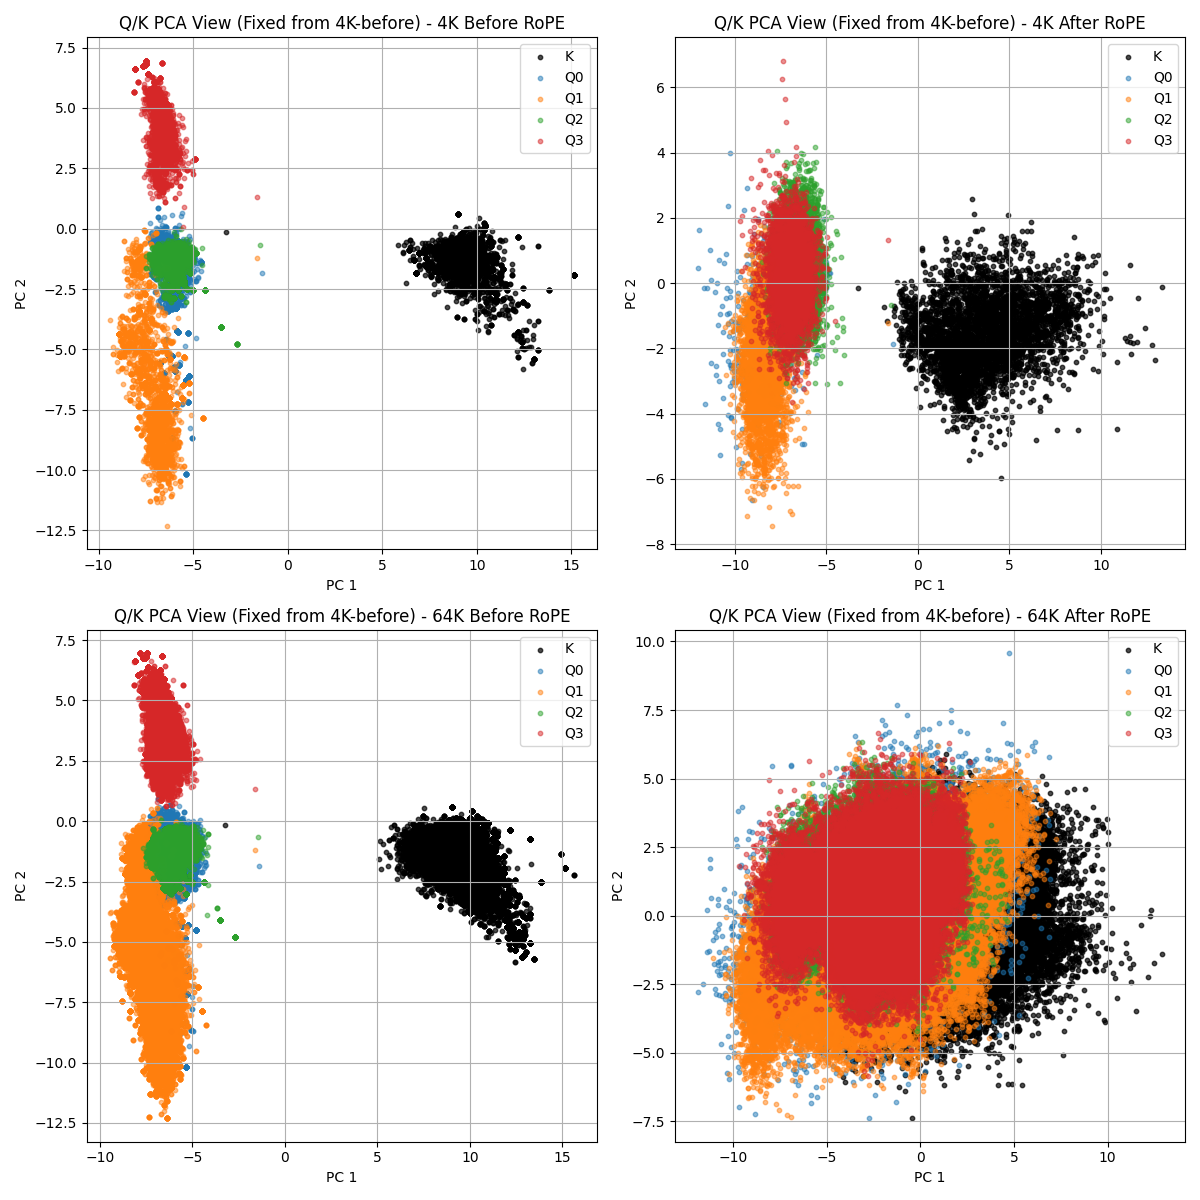 Q/K PCA View (Fixed from 4K-before) - 4K Before RoPE
7.5
5.0
2.5
0.0
−2.5
−5.0
−7.5
−10.0
−12.5
PC 2
−10
−5
0
5
10
15
PC 1
K
Q0
Q1
Q2
Q3
Q/K PCA View (Fixed from 4K-before) - 4K After RoPE
6
4
2
0
−2
−4
−6
−8
PC 2
−10
−5
0
5
10
PC 1
K
Q0
Q1
Q2
Q3
Q/K PCA View (Fixed from 4K-before) - 64K Before RoPE
7.5
5.0
2.5
0.0
−2.5
−5.0
−7.5
−10.0
−12.5
PC 2
−10
−5
0
5
10
15
PC 1
K
Q0
Q1
Q2
Q3
Q/K PCA View (Fixed from 4K-before) - 64K After RoPE
10.0
7.5
5.0
2.5
0.0
−2.5
−5.0
−7.5
PC 2
−10
−5
0
5
10
PC 1
K
Q0
Q1
Q2
Q3